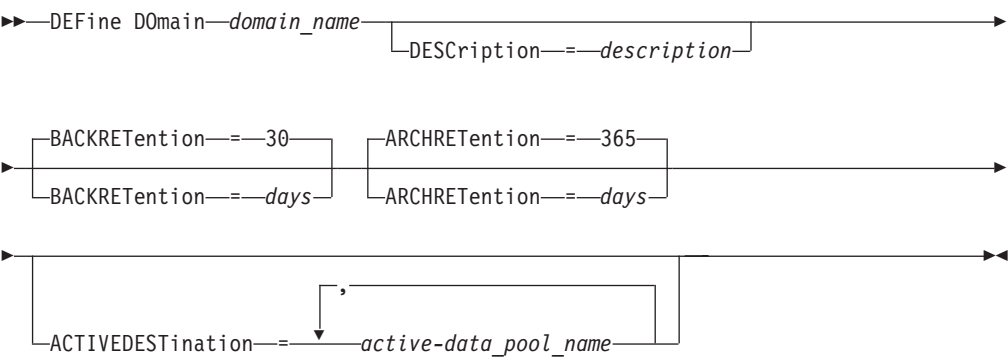 DEFine DOmain domain_name
DESCription = description
BACKRETention = 30 ARCHRETention = 365
BACKRETention = days ARCHRETention = days
,
ACTIVEDESTination = active-data_pool_name